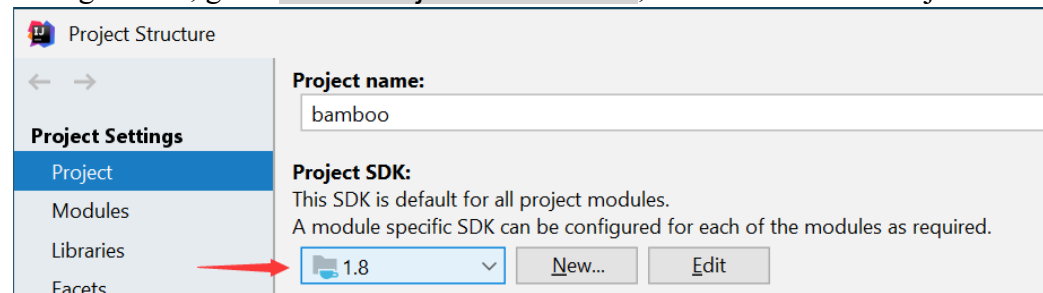 Project Structure
Project name:
bamboo
Project Settings
Project
Project SDK:
This SDK is default for all project modules.
Modules
A module specific SDK can be configured for each of the modules as required.
Libraries
1.8
New...
Edit
Facets